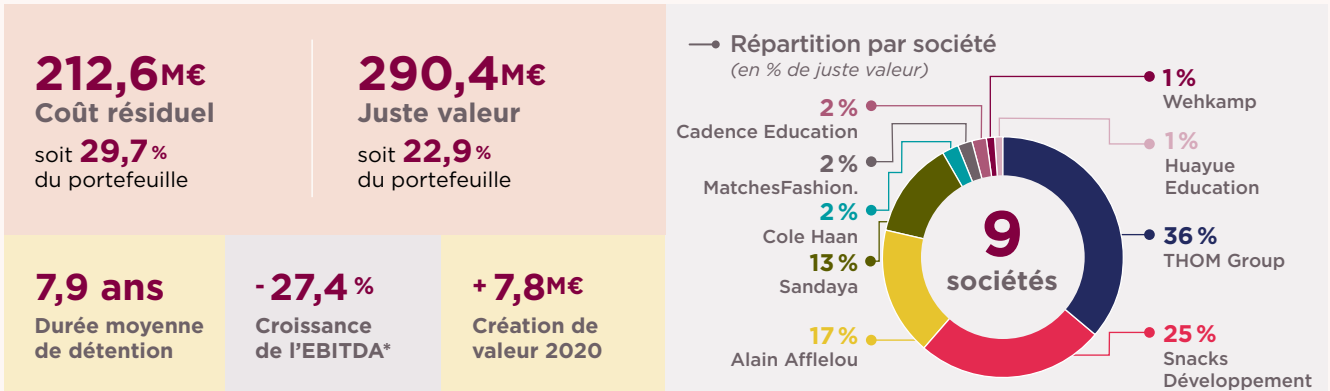 212,6M€
Coût résiduel
soit 29,7 %
du portefeuille
290,4M€
Juste valeur
soit 22,9 %
du portefeuille
7,9 ans
Durée moyenne
de détention
- 27,4 %
Croissance
de l’EBITDA*
+ 7,8M€
Création de
valeur 2020
Répartition par société
(en % de juste valeur)
2 %
Cadence Education
2 %
MatchesFashion.
2 %
Cole Haan
13 %
Sandaya
17 %
Alain Afflelou
9
sociétés
1 %
Wehkamp
1 %
Huayue
Education
36 %
THOM Group
25 %
Snacks
Développement